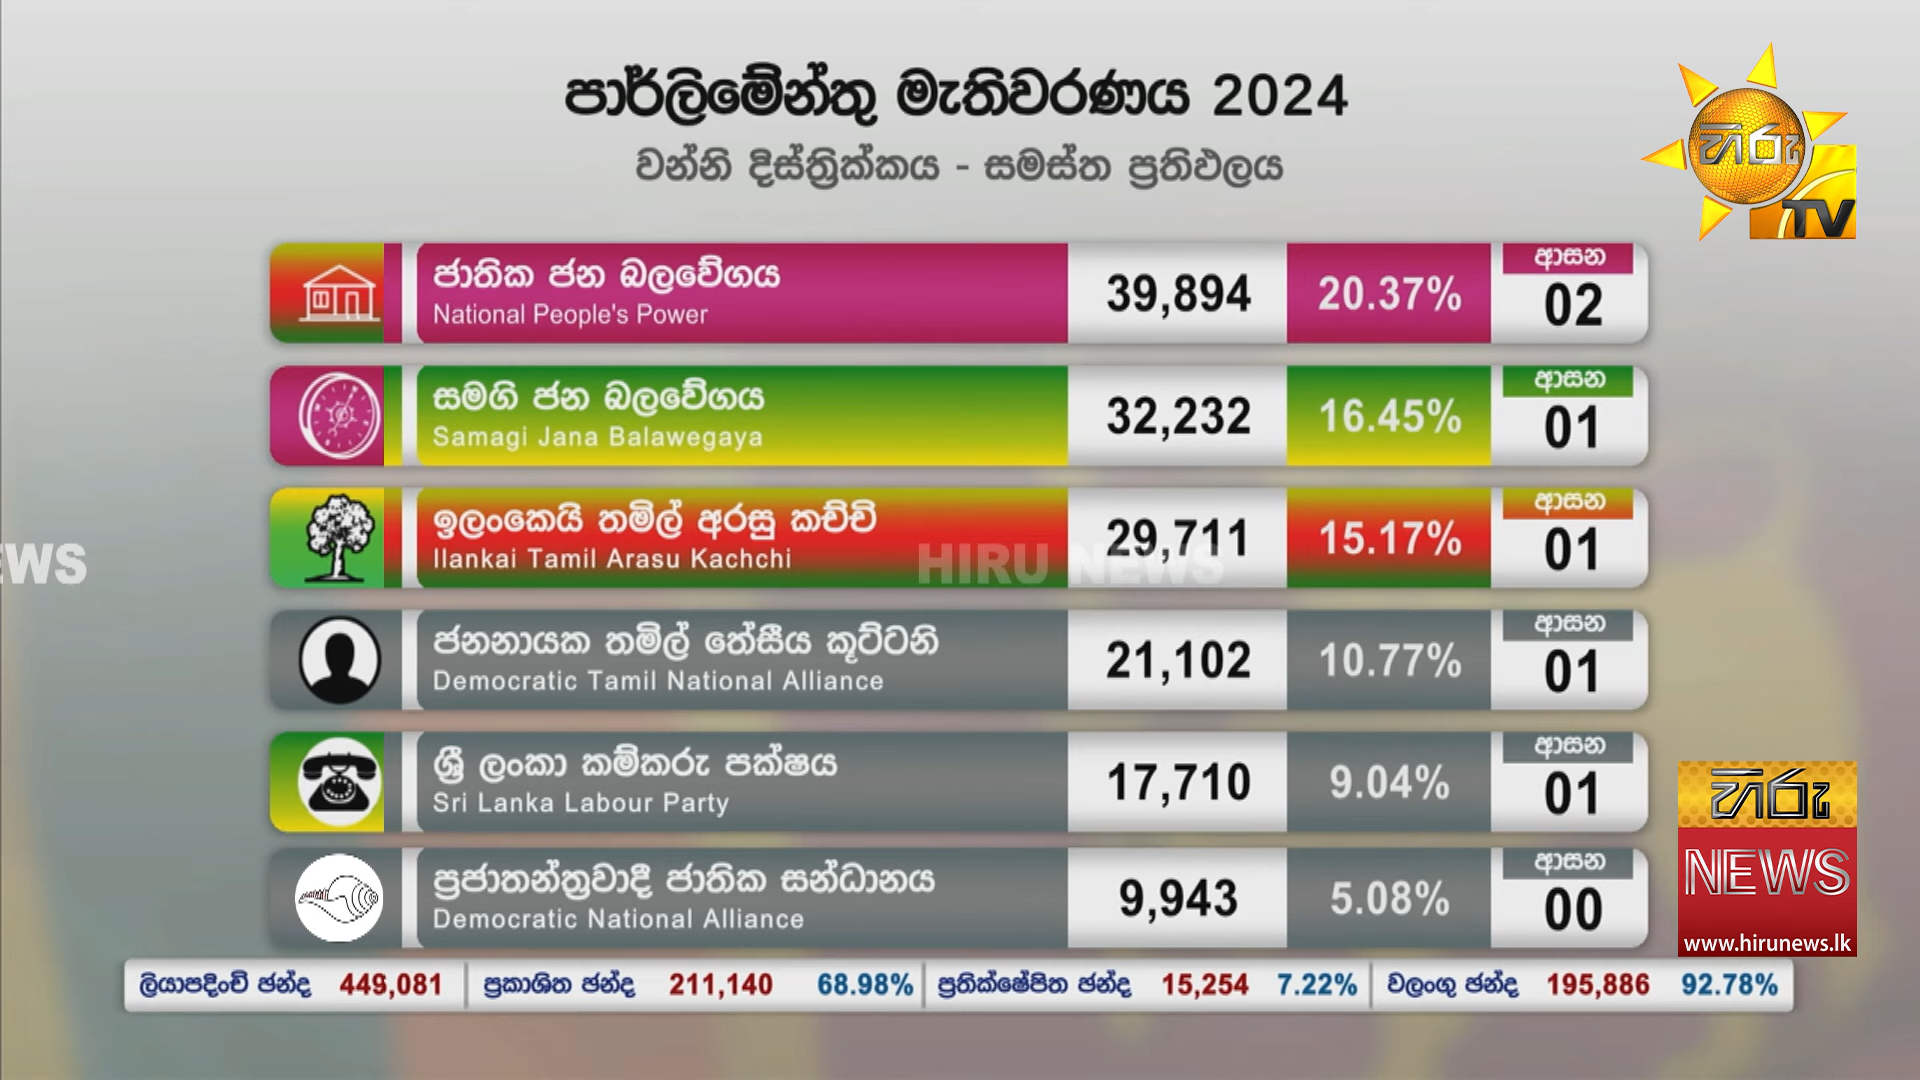 පාර්ලිමේන්තු මැතිවරණය 2024
වන්නි දිස්ත්‍රික්කය - සමස්ත ප්‍රතිඵලය
හිරු
TV
ජාතික ජන බලවේගය
National People's Power
39,894
20.37%
ආසන
02
සමගි ජන බලවේගය
Samagi Jana Balawegaya
32,232
16.45%
ආසන
01
ඉලංකෙයි තමිල් අරසු කච්චි
Ilankai Tamil Arasu Kachchi
29,711
15.17%
ආසන
01
EWS
HIRU NEWS
ජනනායක තමිල් තේසීය කූට්ටනි
Democratic Tamil National Alliance
21,102
10.77%
ආසන
01
ශ්‍රී ලංකා කම්කරු පක්ෂය
Sri Lanka Labour Party
17,710
9.04%
ආසන
01
ප්‍රජාතන්ත්‍රවාදී ජාතික සන්ධානය
Democratic National Alliance
9,943
5.08%
ආසන
00
හිරු
NEWS
www.hirunews.lk
ලියාපදිංචි ඡන්ද 449,081 ප්‍රකාශිත ඡන්ද 211,140 68.98% ප්‍රතික්ෂේපිත ඡන්ද 15,254 7.22% වලංගු ඡන්ද 195,886 92.78%